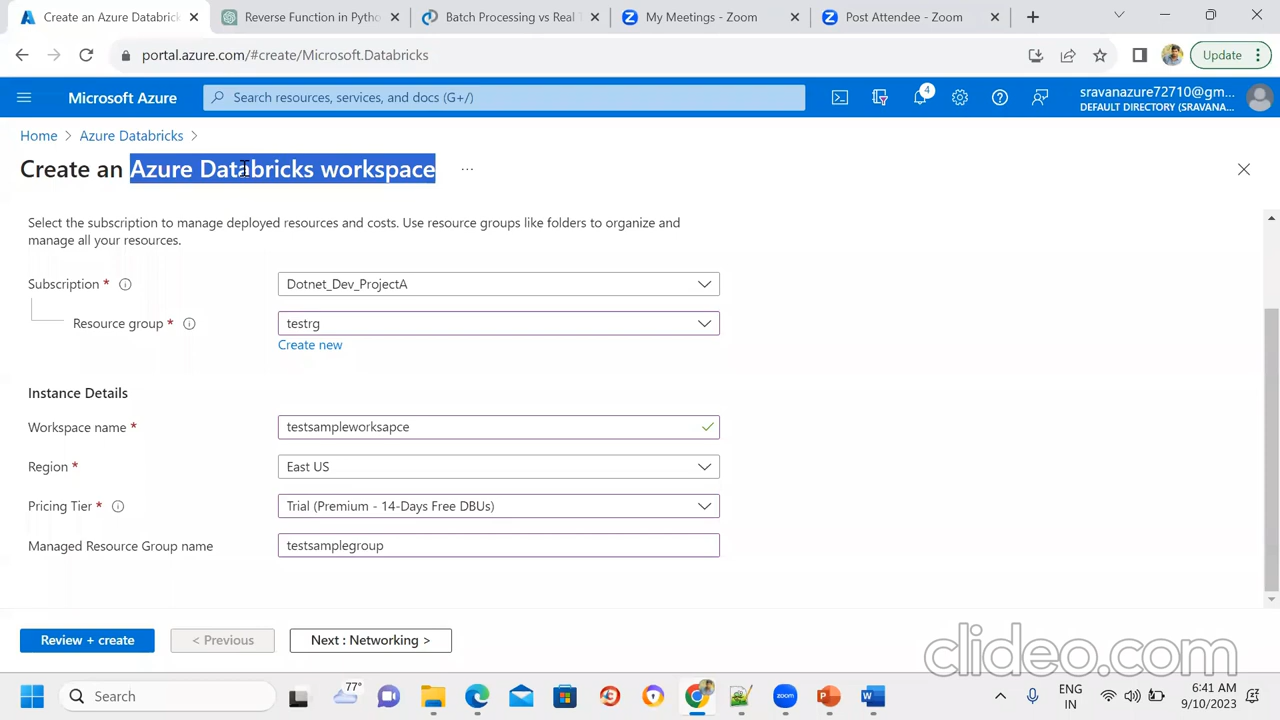 Create an Azure Databrick
Reverse Function in Pytho
Batch Processing vs Real T
My Meetings - Zoom
Post Attendee - Zoom
portal.azure.com/#create/Microsoft.Databricks
Update
Microsoft Azure
Search resources, services, and docs (G+/)
4
sravanazure72710@gm...
DEFAULT DIRECTORY (SRAVANA...
Home > Azure Databricks >
Create an Azure Databricks workspace ...
Select the subscription to manage deployed resources and costs. Use resource groups like folders to organize and
manage all your resources.
Subscription *
Dotnet_Dev_ProjectA
Resource group *
testrg
Create new
Instance Details
Workspace name *
testsampleworksapce
Region *
East US
Pricing Tier *
Trial (Premium - 14-Days Free DBUs)
Managed Resource Group name
testsamplegroup
Review + create
< Previous
Next : Networking >
clideo.com
Search
77°
zoom
ENG
IN
6:41 AM
9/10/2023